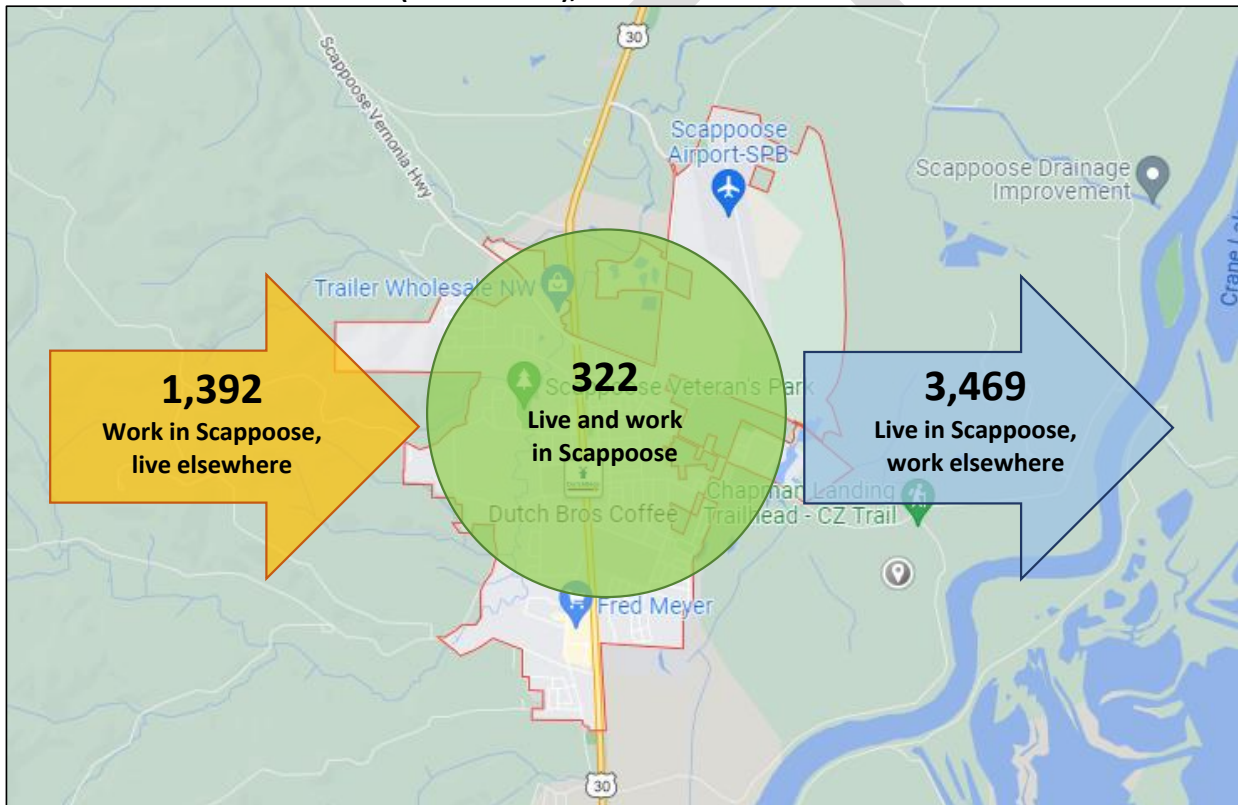 30
Scappoose Vernonia Hwy
Scappoose
Airport-SPB
Scappoose Drainage
Improvement
Trailer Wholesale NW
1,392
Work in Scappoose,
live elsewhere
322
Live and work
in Scappoose
Scappoose Veteran's Park
3,469
Live in Scappoose,
work elsewhere
Dutch Bros Coffee
Chapman Landing
Trailhead - CZ Trail
Fred Meyer
30